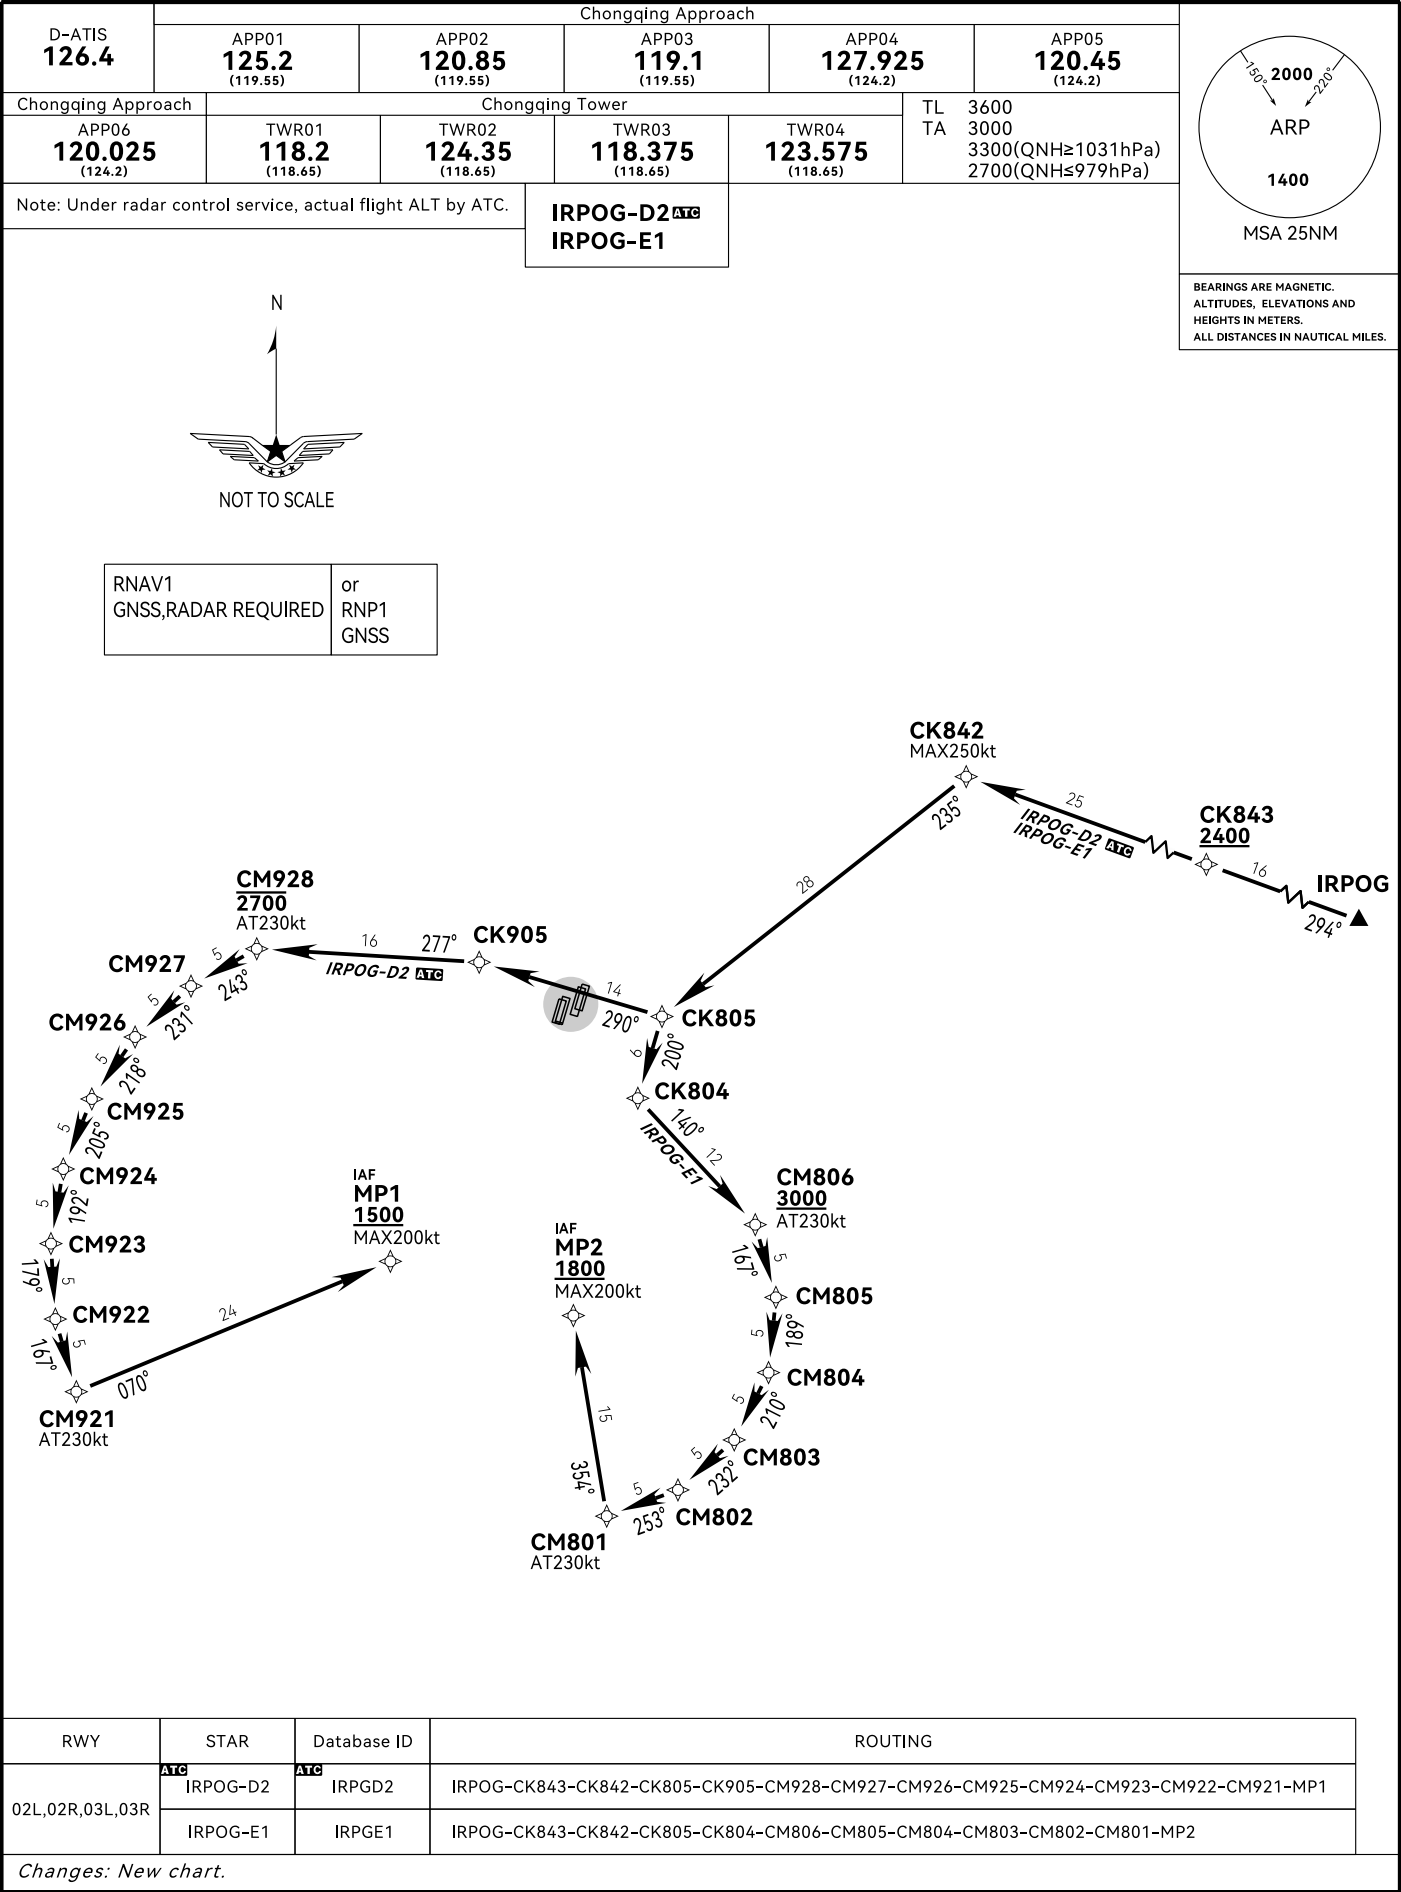 D-ATIS
126.4
Chongqing Approach
APP01
125.2
(119.55)
APP02
120.85
(119.55)
APP03
119.1
(119.55)
APP04
127.925
(124.2)
APP05
120.45
(124.2)
Chongqing Approach
APP06
120.025
(124.2)
Chongqing Tower
TWR01
118.2
(118.65)
TWR02
124.35
(118.65)
TWR03
118.375
(118.65)
TWR04
123.575
(118.65)
TL 3600
TA 3000
3300(QNH≥1031hPa)
2700(QNH≤979hPa)
150°
2000
220°
ARP
1400
MSA 25NM
BEARINGS ARE MAGNETIC.
ALTITUDES, ELEVATIONS AND
HEIGHTS IN METERS.
ALL DISTANCES IN NAUTICAL MILES.
Note: Under radar control service, actual flight ALT by ATC.
IRPOG-D2 ATC
IRPOG-E1
N
NOT TO SCALE
RNAV1
GNSS,RADAR REQUIRED
or
RNP1
GNSS
CK842
MAX250kt
235°
25
IRPOG-D2 ATC
IRPOG-E1
CK843
2400
16
IRPOG
294°
28
CM928
2700
AT230kt
16
277°
CK905
IRPOG-D2 ATC
14
290°
CK805
5
243°
CM927
5
231°
CM926
5
218°
CM925
5
205°
CM924
5
192°
CM923
179°
5
CM922
167°
5
CM921
AT230kt
070°
24
IAF
MP1
1500
MAX200kt
6
200°
CK804
140°
12
IRPOG-E1
CM806
3000
AT230kt
167°
5
CM805
5
189°
CM804
5
210°
CM803
5
232°
CM802
5
253°
CM801
AT230kt
354°
15
IAF
MP2
1800
MAX200kt
RWY STAR Database ID ROUTING
02L,02R,03L,03R
ATC IRPOG-D2 ATC IRPGD2 IRPOG-CK843-CK842-CK805-CK905-CM928-CM927-CM926-CM925-CM924-CM923-CM922-CM921-MP1
IRPOG-E1 IRPGE1 IRPOG-CK843-CK842-CK805-CK804-CM806-CM805-CM804-CM803-CM802-CM801-MP2
Changes: New chart.